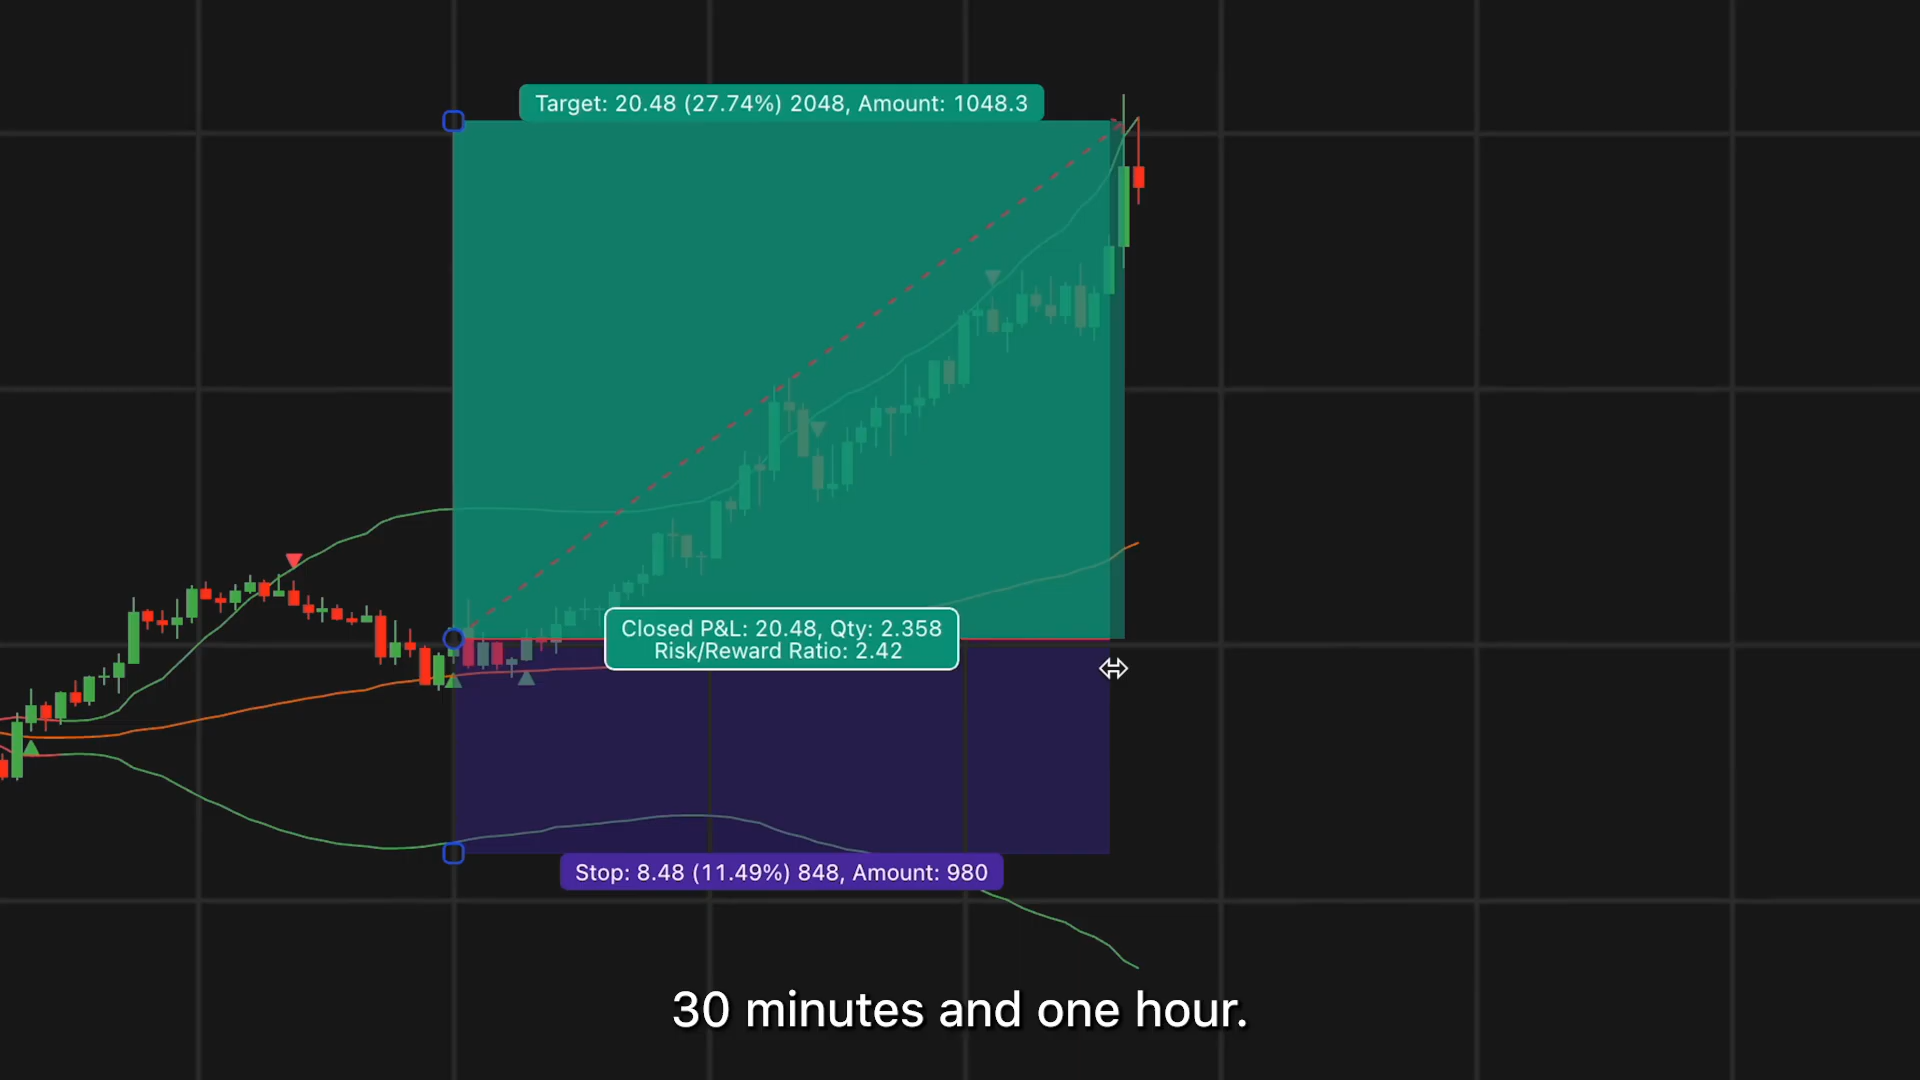 Target: 20.48 (27.74%) 2048, Amount: 1048.3
Closed P&L: 20.48, Qty: 2.358
Risk/Reward Ratio: 2.42
Stop: 8.48 (11.49%) 848, Amount: 980
30 minutes and one hour.